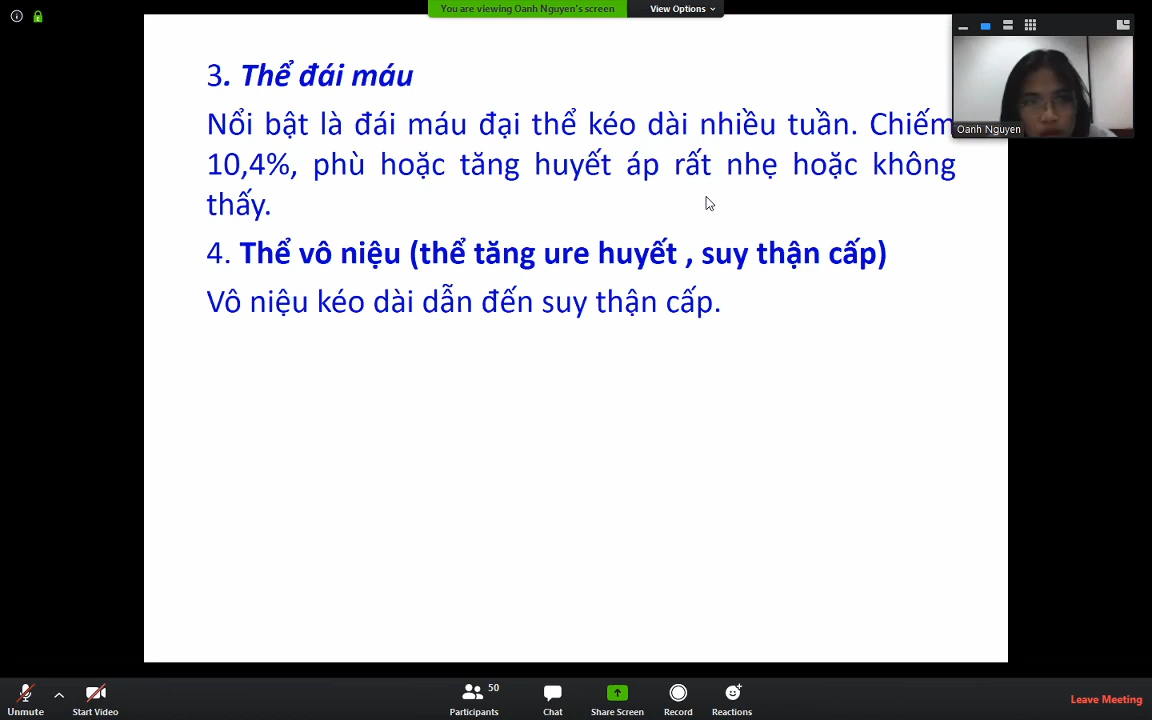 You are viewing Oanh Nguyen's screen
View Options
3. Thể đái máu
Nổi bật là đái máu đại thể kéo dài nhiều tuần. Chiếm
10,4%, phù hoặc tăng huyết áp rất nhẹ hoặc không
thấy.
4. Thể vô niệu (thể tăng ure huyết , suy thận cấp)
Vô niệu kéo dài dẫn đến suy thận cấp.
Oanh Nguyen
Unmute
Start Video
Participants
50
Chat
Share Screen
Record
Reactions
Leave Meeting